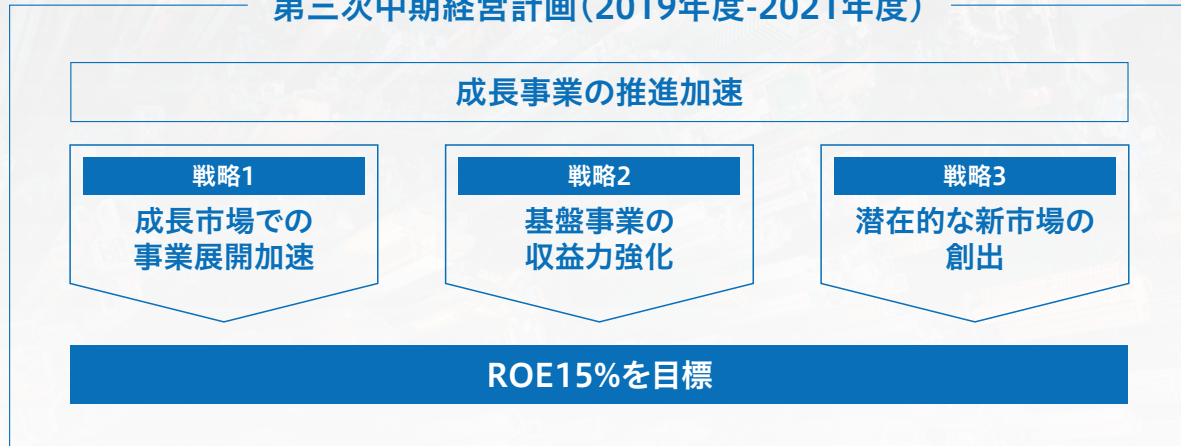 第三次中期経営計画（2019年度-2021年度）
成長事業の推進加速
戦略1
成長市場での
事業展開加速
戦略2
基盤事業の
収益力強化
戦略3
潜在的な新市場の
創出
ROE15%を目標